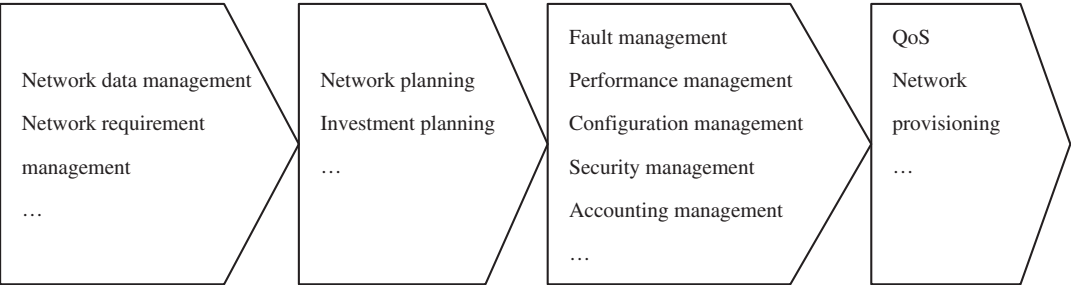 Network data management
Network requirement
management
…
Network planning
Investment planning
…
Fault management
Performance management
Configuration management
Security management
Accounting management
…
QoS
Network
provisioning
…